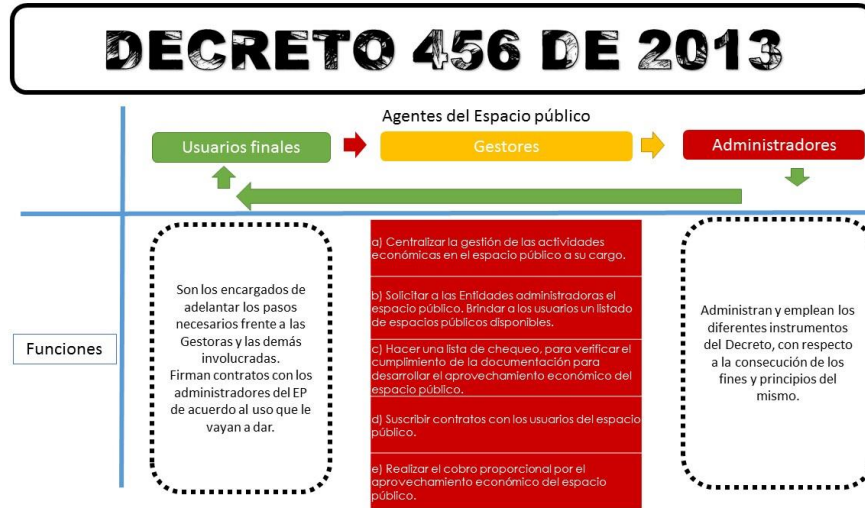 DECRETO 456 DE 2013
Agentes del Espacio público
Usuarios finales
Gestores
Administradores
Funciones
Son los encargados de
adelantar los pasos
necesarios frente a las
Gestoras y las demás
involucradas.
Firman contratos con los
administradores del EP
de acuerdo al uso que le
vayan a dar.
a) Centralizar la gestión de las actividades
económicas en el espacio público a su cargo.
b) Solicitar a las Entidades administradoras el
espacio público. Brindar a los usuarios un listado
de espacios públicos disponibles.
c) Hacer una lista de chequeo, para verificar el
cumplimiento de la documentación para
desarrollar el aprovechamiento económico del
espacio público.
d) Suscribir contratos con los usuarios del espacio
público.
e) Realizar el cobro proporcional por el
aprovechamiento económico del espacio
público.
Administran y emplean los
diferentes instrumentos
del Decreto, con respecto
a la consecución de los
fines y principios del
mismo.